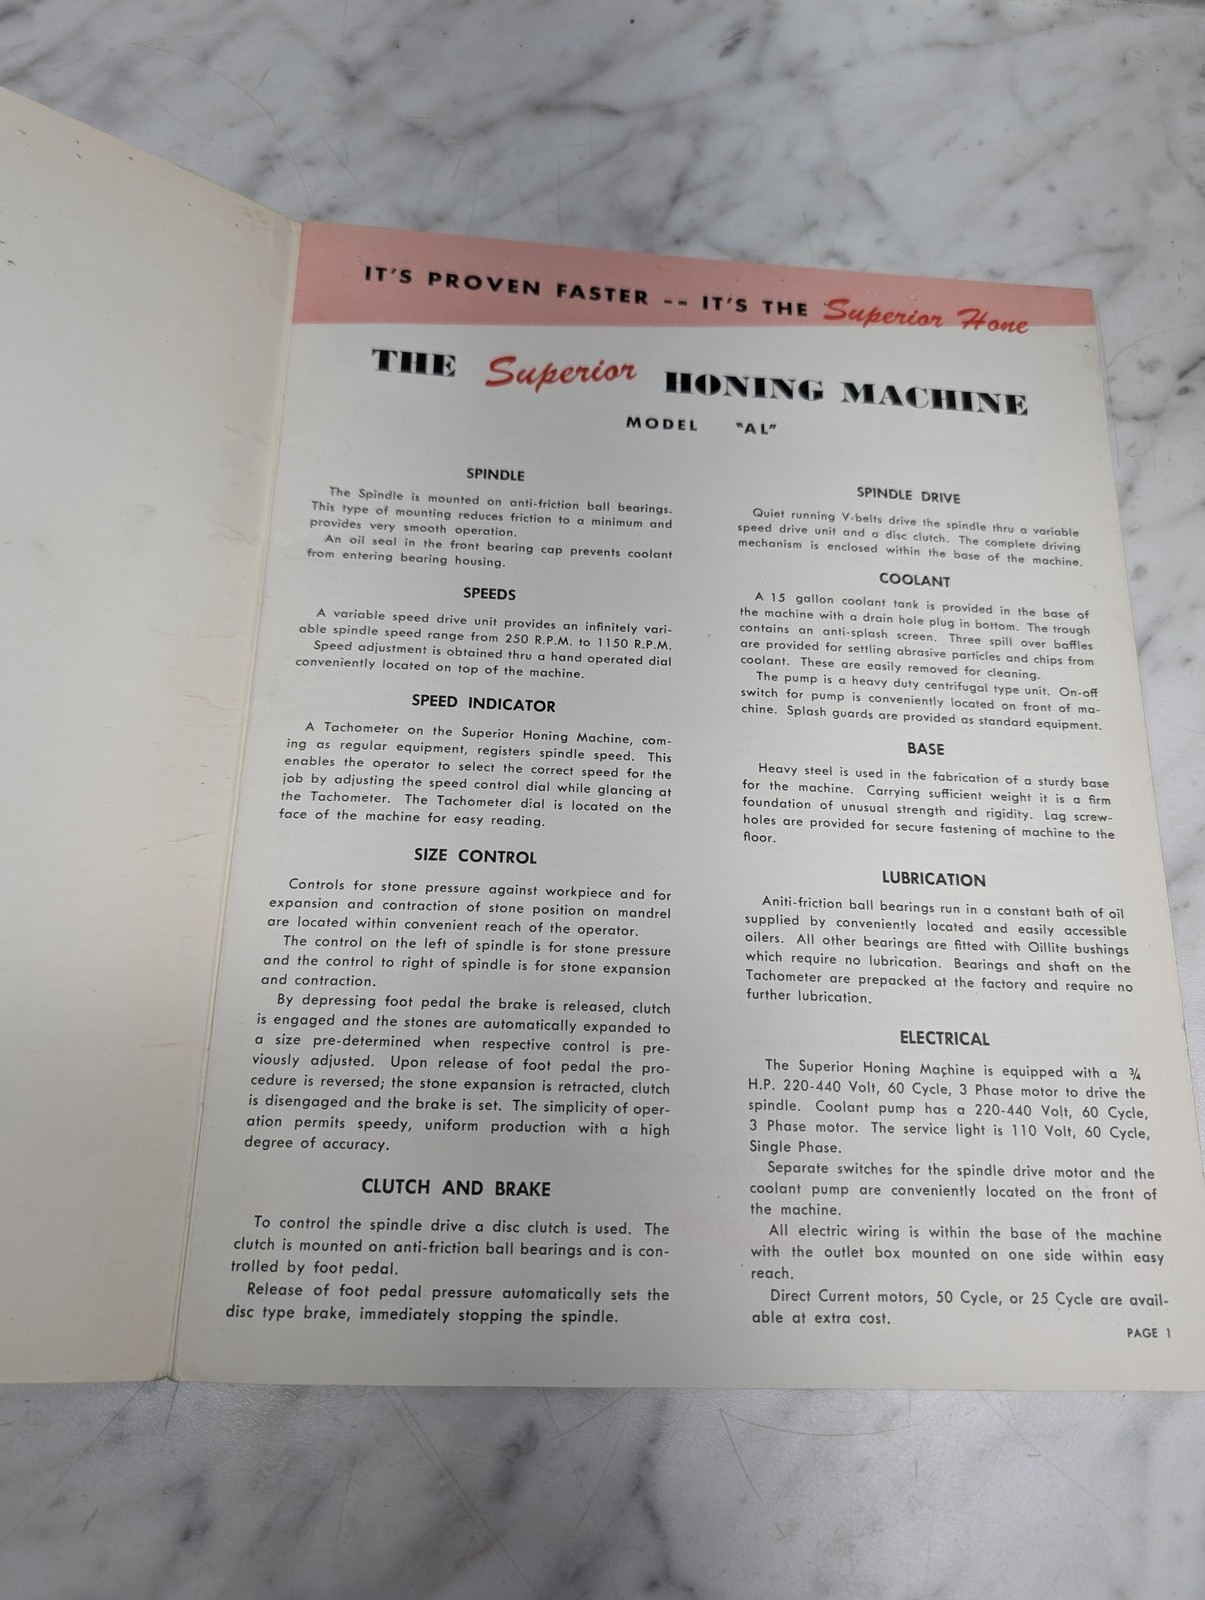 IT'S PROVEN FASTER -- IT'S THE Superior Hone
THE Superior HONING MACHINE
MODEL "AL"
SPINDLE
The Spindle is mounted on anti-friction ball bearings.
This type of mounting reduces friction to a minimum and
provides very smooth operation.
An oil seal in the front bearing cap prevents coolant
from entering bearing housing.
SPEEDS
A variable speed drive unit provides an infinitely vari-
able spindle speed range from 250 R.P.M. to 1150 R.P.M.
Speed adjustment is obtained thru a hand operated dial
conveniently located on top of the machine.
SPEED INDICATOR
A Tachometer on the Superior Honing Machine, com-
ing as regular equipment, registers spindle speed. This
enables the operator to select the correct speed for the
job by adjusting the speed control dial while glancing at
the Tachometer. The Tachometer dial is located on the
face of the machine for easy reading.
SIZE CONTROL
Controls for stone pressure against workpiece and for
expansion and contraction of stone position on mandrel
are located within convenient reach of the operator.
The control on the left of spindle is for stone pressure
and the control to right of spindle is for stone expansion
and contraction.
By depressing foot pedal the brake is released, clutch
is engaged and the stones are automatically expanded to
a size pre-determined when respective control is pre-
viously adjusted. Upon release of foot pedal the pro-
cedure is reversed; the stone expansion is retracted, clutch
is disengaged and the brake is set. The simplicity of oper-
ation permits speedy, uniform production with a high
degree of accuracy.
CLUTCH AND BRAKE
To control the spindle drive a disc clutch is used. The
clutch is mounted on anti-friction ball bearings and is con-
trolled by foot pedal.
Release of foot pedal pressure automatically sets the
disc type brake, immediately stopping the spindle.
SPINDLE DRIVE
Quiet running V-belts drive the spindle thru a variable
speed drive unit and a disc clutch. The complete driving
mechanism is enclosed within the base of the machine.
COOLANT
A 15 gallon coolant tank is provided in the base of
the machine with a drain hole plug in bottom. The trough
contains an anti-splash screen. Three spill over baffles
are provided for settling abrasive particles and chips from
coolant. These are easily removed for cleaning.
The pump is a heavy duty centrifugal type unit. On-off
switch for pump is conveniently located on front of ma-
chine. Splash guards are provided as standard equipment.
BASE
Heavy steel is used in the fabrication of a sturdy base
for the machine. Carrying sufficient weight it is a firm
foundation of unusual strength and rigidity. Lag screw-
holes are provided for secure fastening of machine to the
floor.
LUBRICATION
Aniti-friction ball bearings run in a constant bath of oil
supplied by conveniently located and easily accessible
oilers. All other bearings are fitted with Oillite bushings
which require no lubrication. Bearings and shaft on the
Tachometer are prepacked at the factory and require no
further lubrication.
ELECTRICAL
The Superior Honing Machine is equipped with a ¾
H.P. 220-440 Volt, 60 Cycle, 3 Phase motor to drive the
spindle. Coolant pump has a 220-440 Volt, 60 Cycle,
3 Phase motor. The service light is 110 Volt, 60 Cycle,
Single Phase.
Separate switches for the spindle drive motor and the
coolant pump are conveniently located on the front of
the machine.
All electric wiring is within the base of the machine
with the outlet box mounted on one side within easy
reach.
Direct Current motors, 50 Cycle, or 25 Cycle are avail-
able at extra cost.
PAGE 1